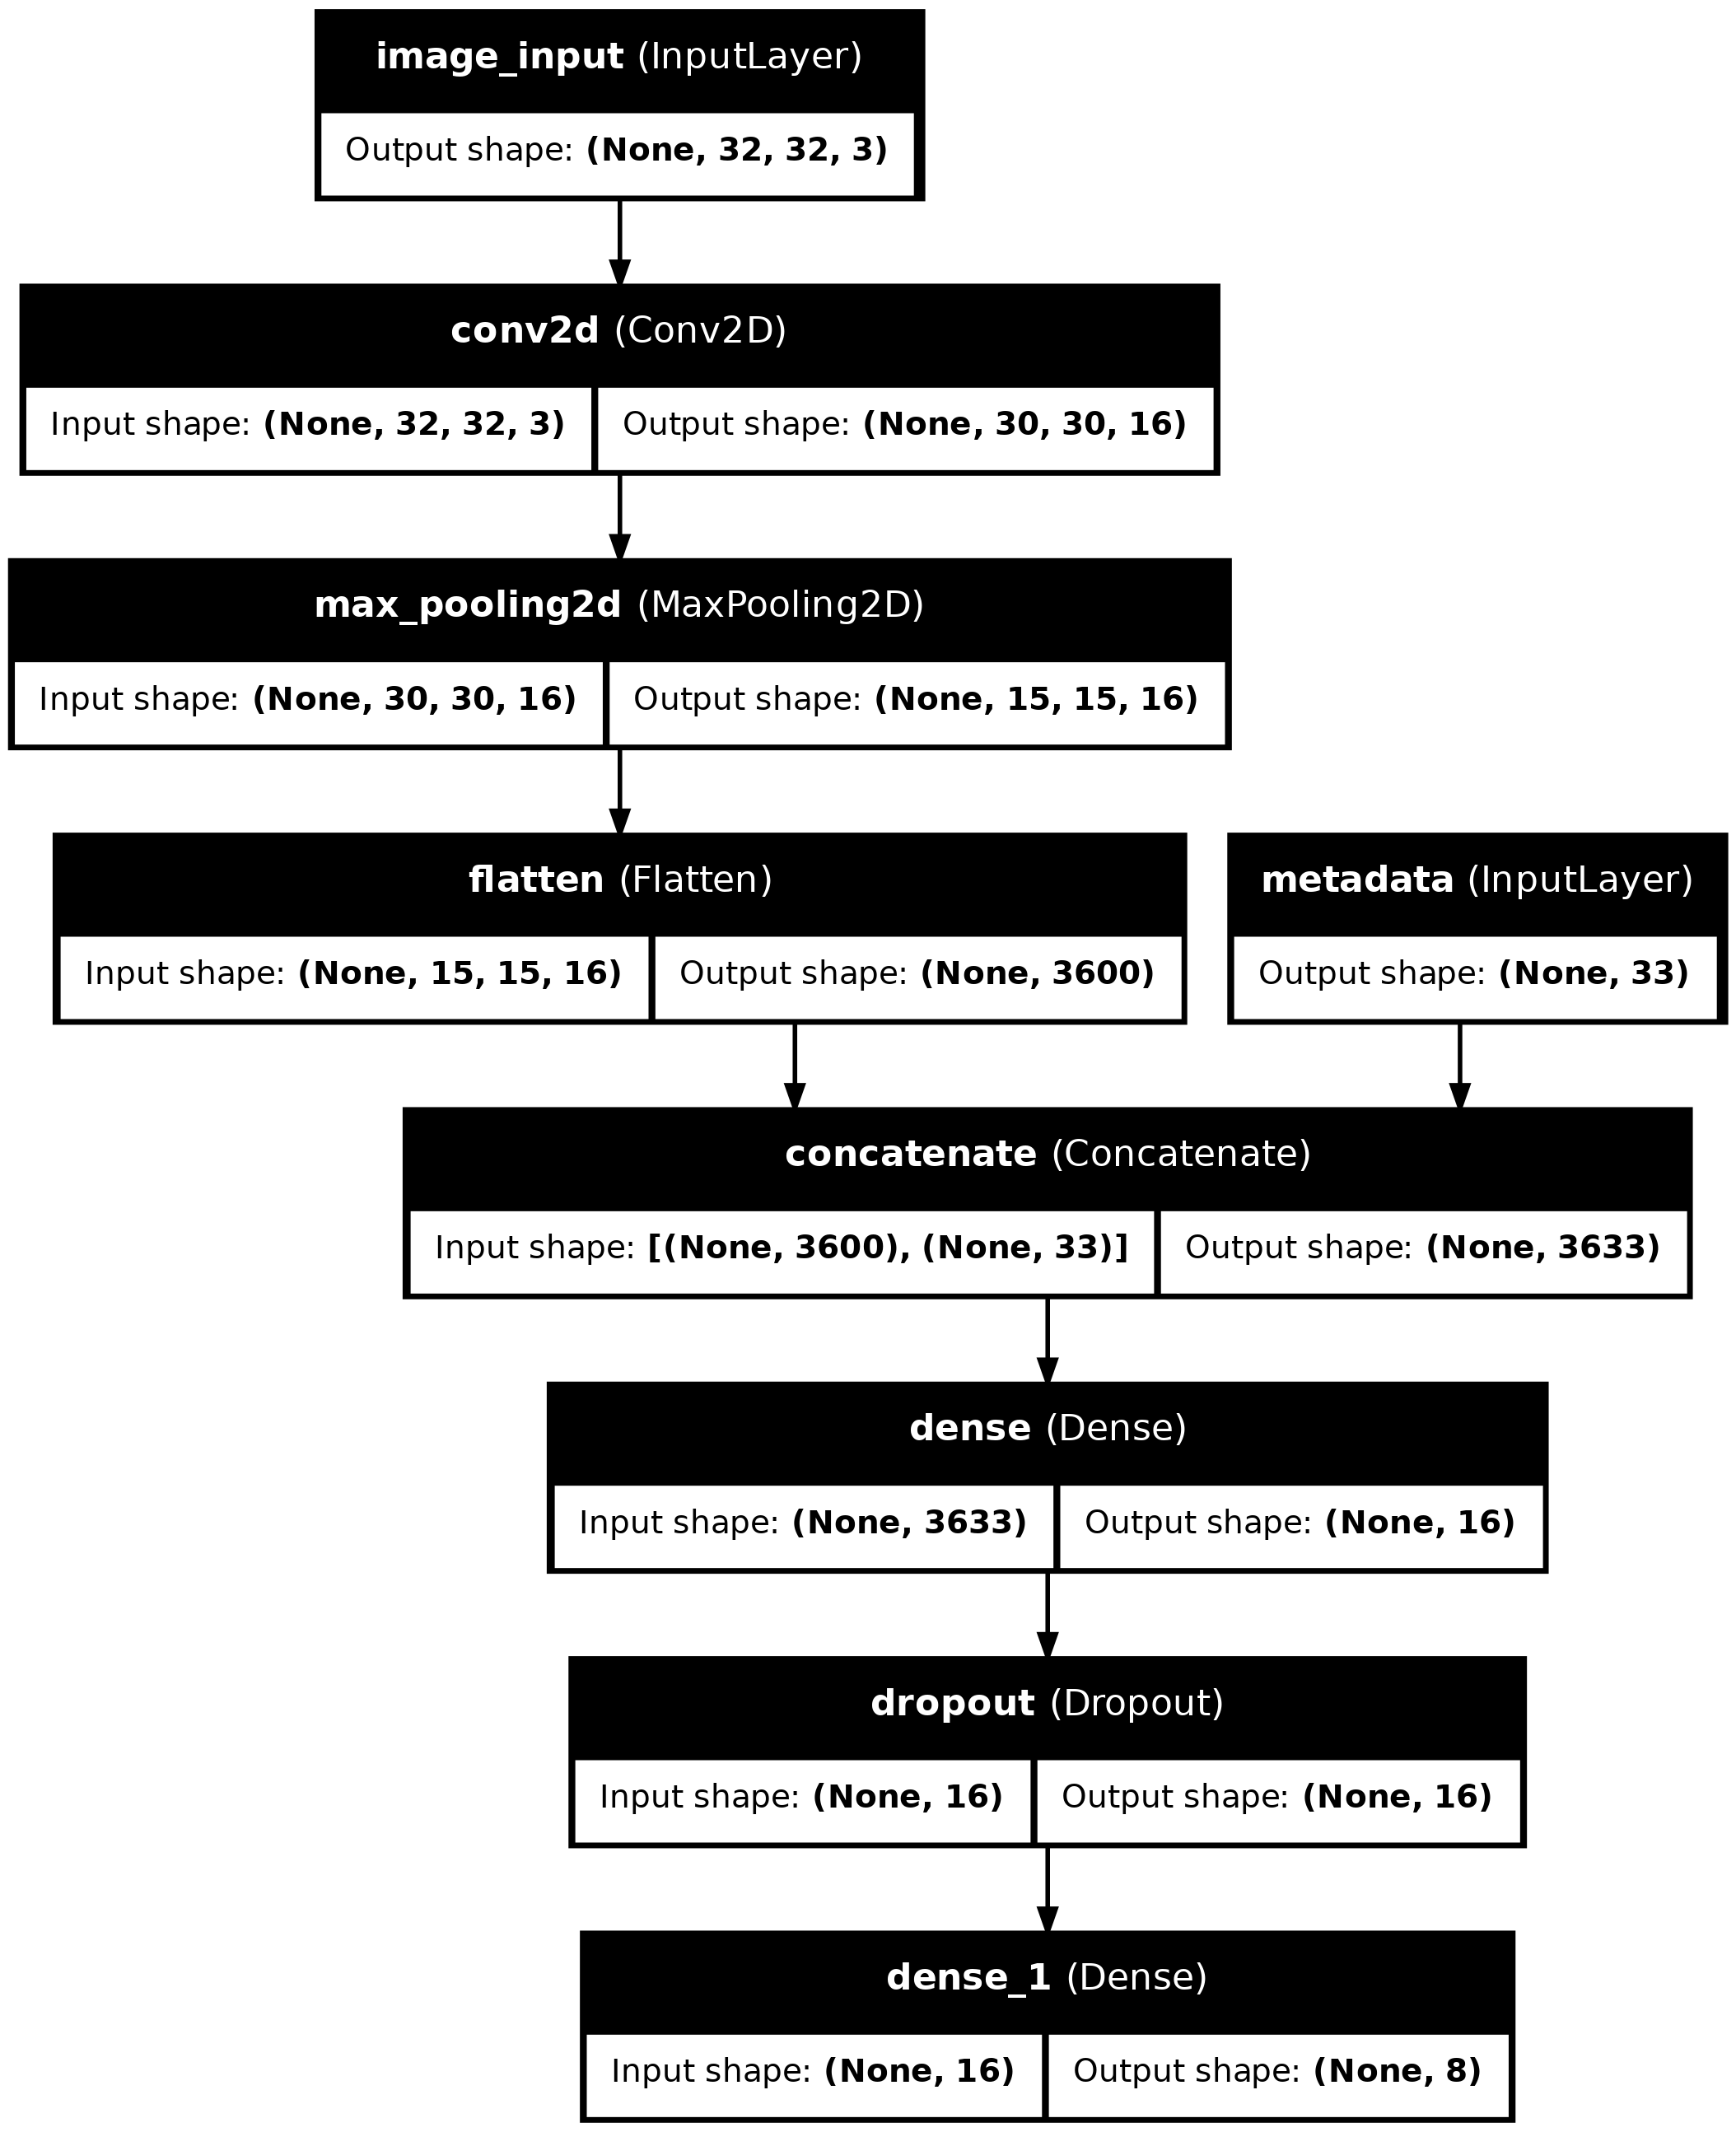 image_input (InputLayer)
Output shape: (None, 32, 32, 3)
conv2d (Conv2D)
Input shape: (None, 32, 32, 3) Output shape: (None, 30, 30, 16)
max_pooling2d (MaxPooling2D)
Input shape: (None, 30, 30, 16) Output shape: (None, 15, 15, 16)
flatten (Flatten)
Input shape: (None, 15, 15, 16) Output shape: (None, 3600)
metadata (InputLayer)
Output shape: (None, 33)
concatenate (Concatenate)
Input shape: [(None, 3600), (None, 33)] Output shape: (None, 3633)
dense (Dense)
Input shape: (None, 3633) Output shape: (None, 16)
dropout (Dropout)
Input shape: (None, 16) Output shape: (None, 16)
dense_1 (Dense)
Input shape: (None, 16) Output shape: (None, 8)